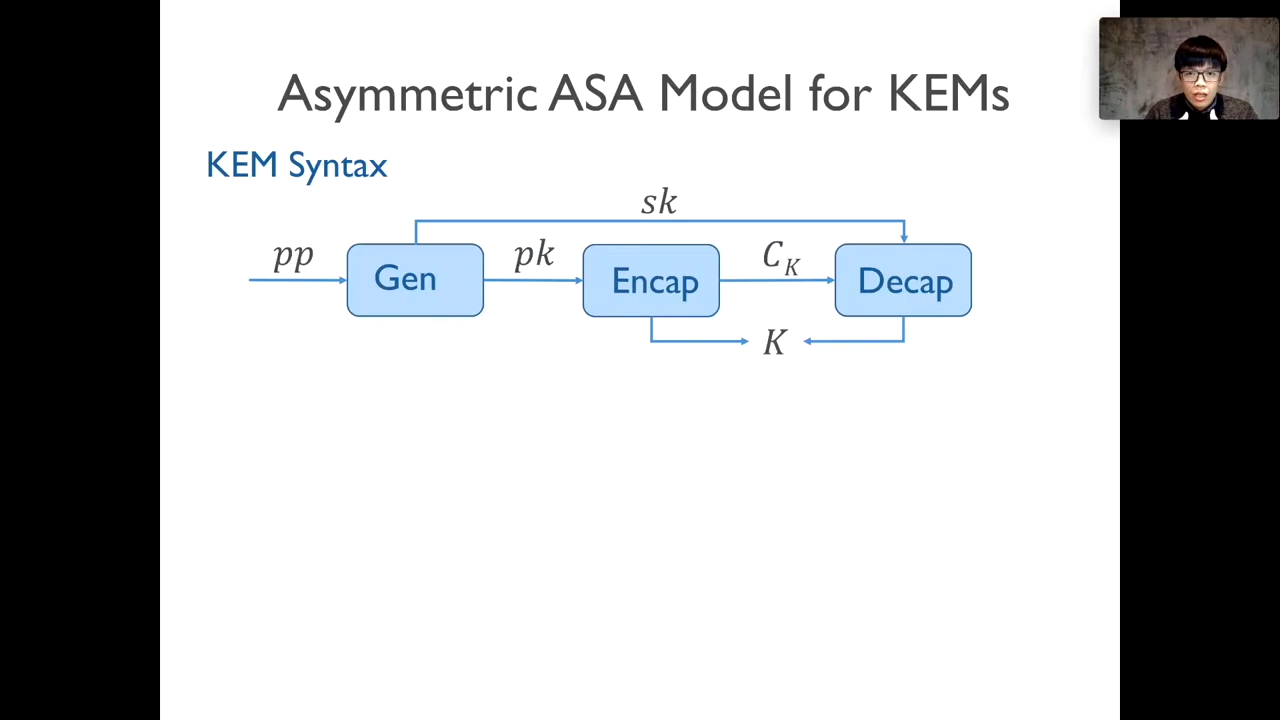 Asymmetric ASA Model for KEMs
KEM Syntax
sk
pp
Gen
pk
Encap
C_K
Decap
K